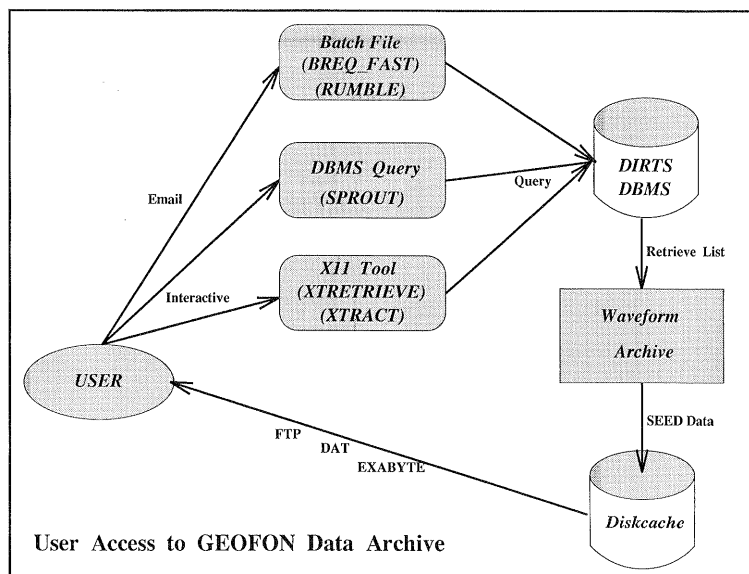 Batch File
(BREQ_FAST)
(RUMBLE)
DBMS Query
(SPROUT)
X11 Tool
(XTRETRIEVE)
(XTRACT)
Email
Interactive
Query
DIRTS
DBMS
Retrieve List
Waveform
Archive
SEED Data
Diskcache
USER
FTP
DAT
EXABYTE
User Access to GEOFON Data Archive